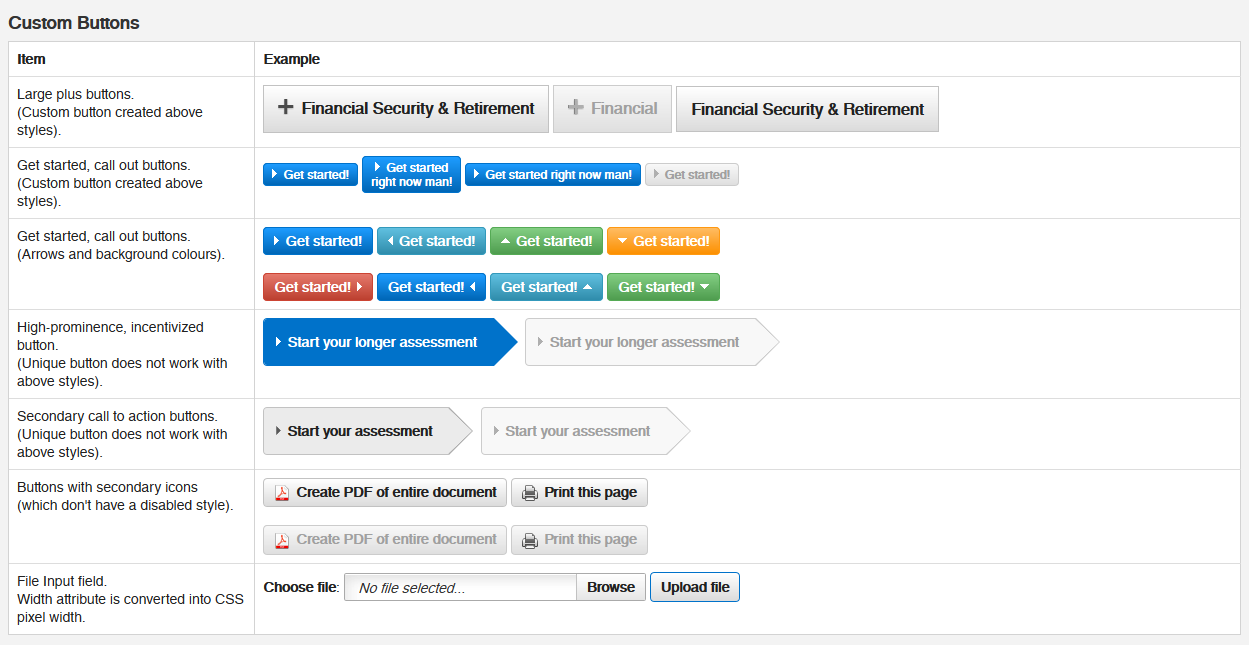 Custom Buttons
Item
Example
Large plus buttons.
(Custom button created above
styles).
Financial Security & Retirement
Financial
Financial Security & Retirement
Get started, call out buttons.
(Custom button created above
styles).
Get started!
Get started
right now man!
Get started right now man!
Get started!
Get started, call out buttons.
(Arrows and background colours).
Get started!
Get started!
Get started!
Get started!
Get started!
Get started!
Get started!
Get started!
High-prominence, incentivized
button.
(Unique button does not work with
above styles).
Start your longer assessment
Start your longer assessment
Secondary call to action buttons.
(Unique button does not work with
above styles).
Start your assessment
Start your assessment
Buttons with secondary icons
(which don't have a disabled style).
Create PDF of entire document
Print this page
Create PDF of entire document
Print this page
File Input field.
Width attribute is converted into CSS
pixel width.
Choose file:
No file selected...
Browse
Upload file